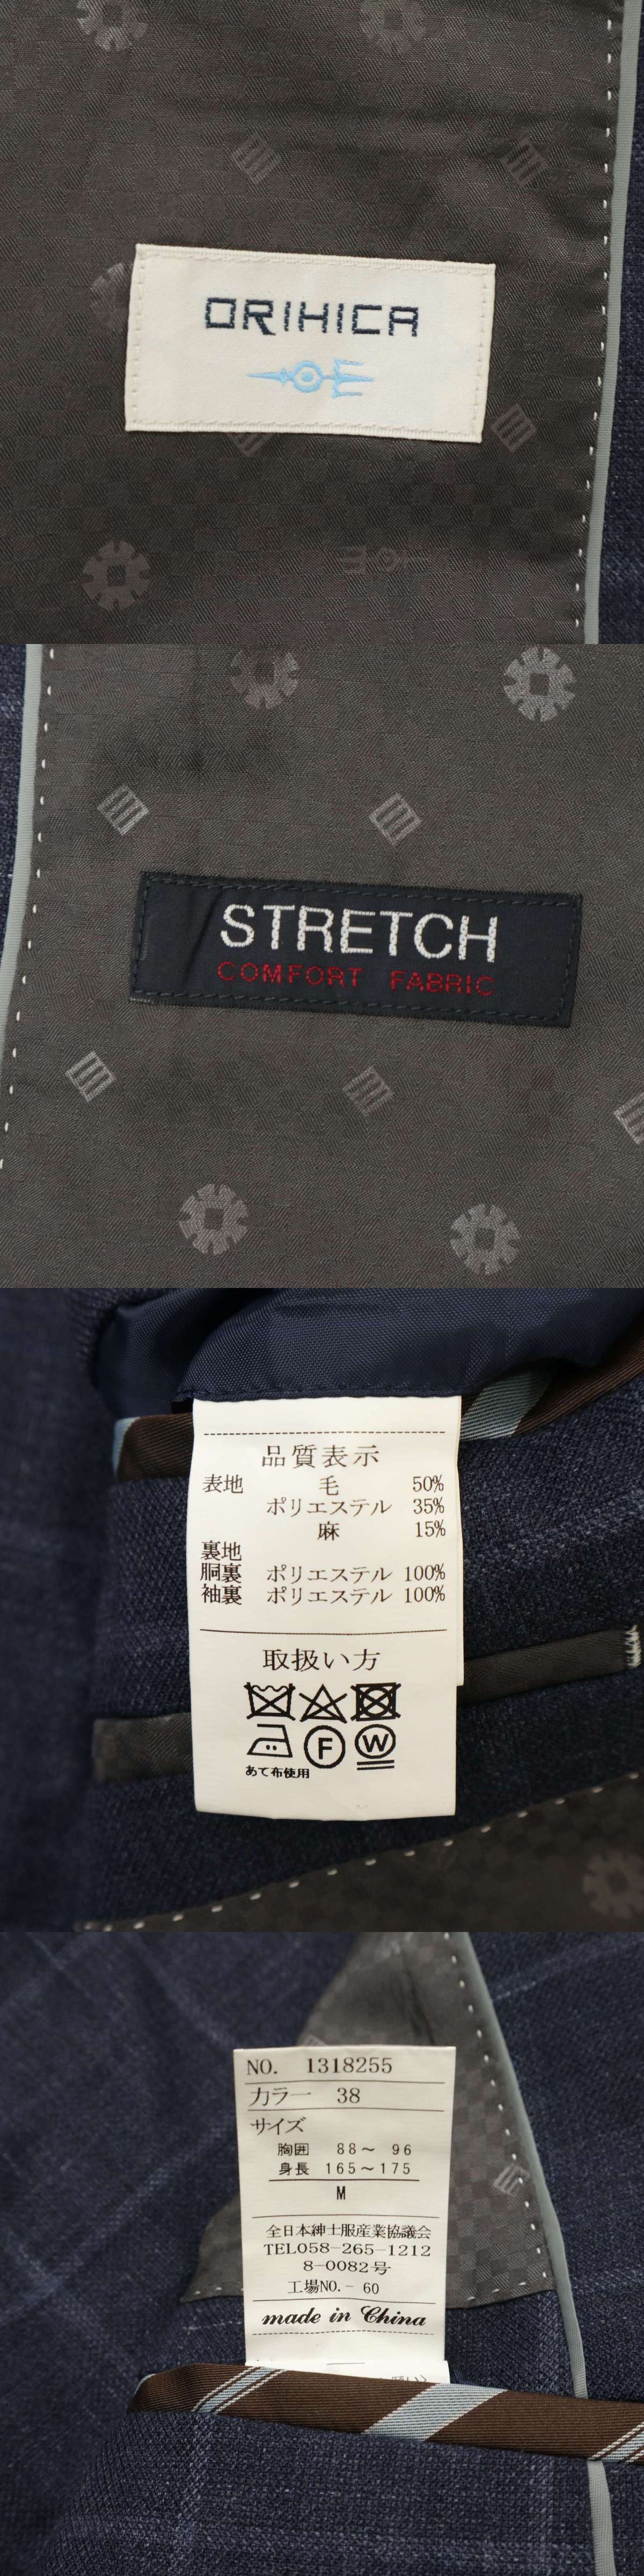 ORIHICA
STRETCH
COMFORT FABRIC
品質表示
表地 毛 50%
ポリエステル 35%
麻 15%
裏地
胴裏 ポリエステル 100%
袖裏 ポリエステル 100%
取扱い方
F W
あて布使用
NO. 1318255
カラー 38
サイズ
胸囲 88～ 96
身長 165～175
M
全日本紳士服産業協議会
TEL058-265-1212
8-0082号
工場NO.- 60
made in China